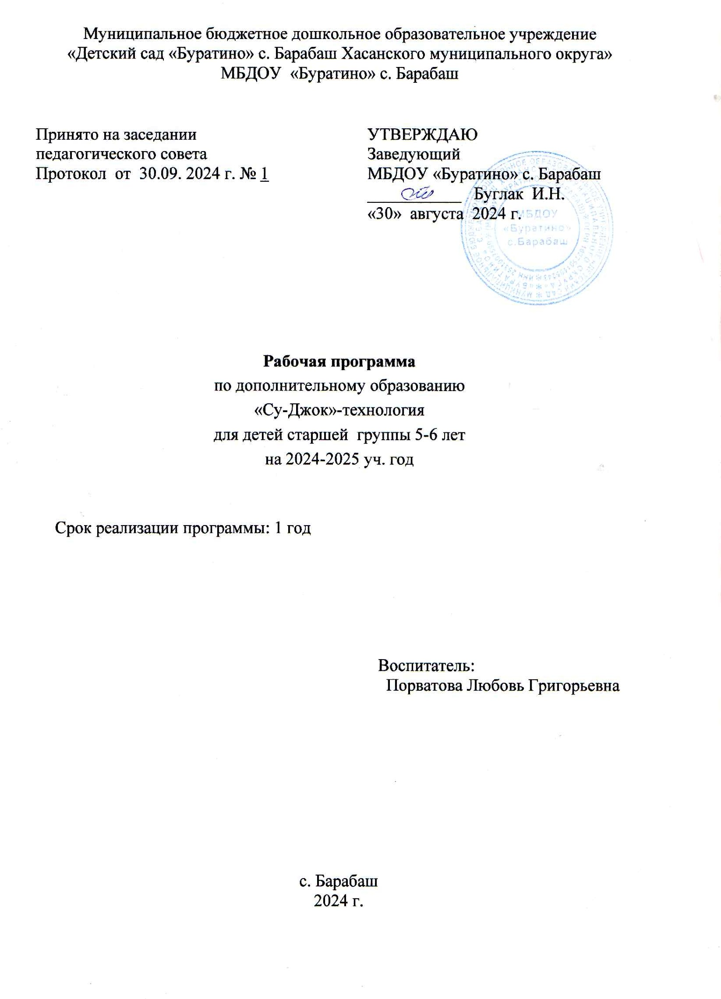 Муниципальное бюджетное дошкольное образовательное учреждение
«Детский сад «Буратино» с. Барабаш Хасанского муниципального округа»
МБДОУ «Буратино» с. Барабаш
Принято на заседании
педагогического совета
Протокол от 30.09. 2024 г. № 1
УТВЕРЖДАЮ
Заведующий
МБДОУ «Буратино» с. Барабаш
Буглак И.Н.
«30» августа 2024 г.
МБДОУ
«Буратино»
с.Барабаш
Рабочая программа
по дополнительному образованию
«Су-Джок»-технология
для детей старшей группы 5-6 лет
на 2024-2025 уч. год
Срок реализации программы: 1 год
Воспитатель:
Порватова Любовь Григорьевна
с. Барабаш
2024 г.